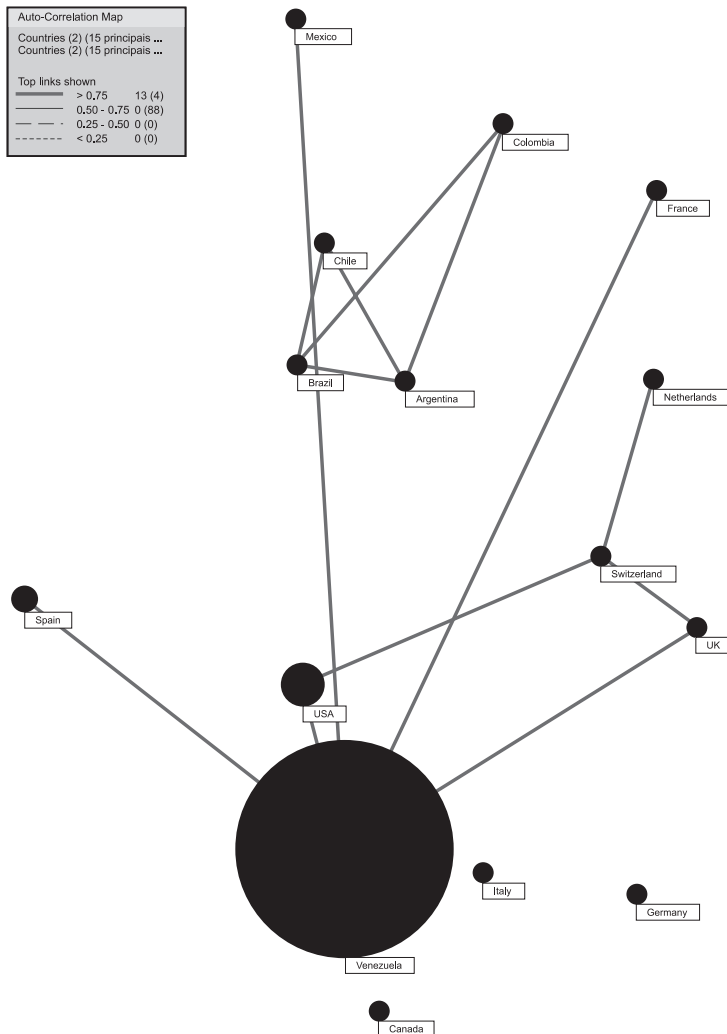 Auto-Correlation Map
Countries (2) (15 principais ...
Countries (2) (15 principais ...
Top links shown
> 0.75 13 (4)
0.50 - 0.75 0 (88)
0.25 - 0.50 0 (0)
< 0.25 0 (0)
Mexico
Colombia
France
Chile
Brazil
Argentina
Netherlands
Switzerland
Spain
UK
USA
Italy
Germany
Venezuela
Canada